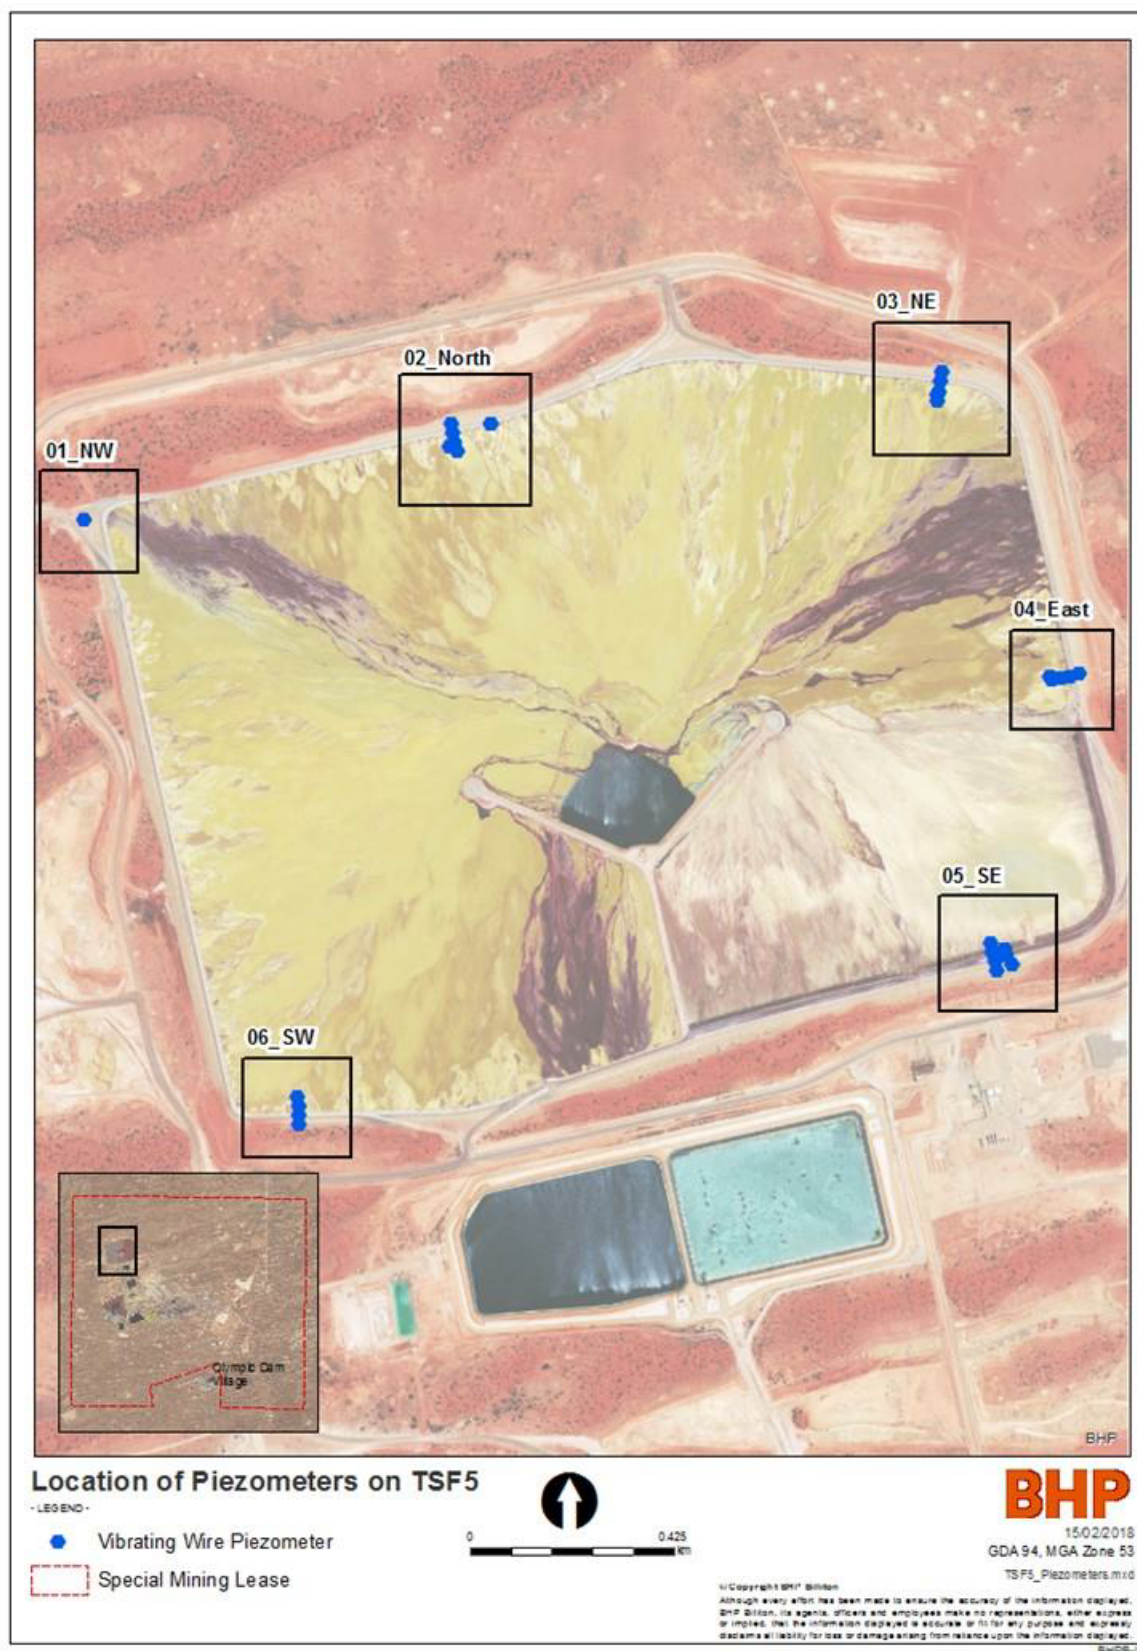 03_NE
02_North
01_NW
04_East
05_SE
06_SW
Olympic Dam
Village
BHP
Location of Piezometers on TSF5
- LEGEND -
Vibrating Wire Piezometer
Special Mining Lease
0 0.425
km
BHP
15/02/2018
GDA 94, MGA Zone 53
TSF5_Piezometers.mxd
© Copyright BHP Billiton
Although every effort has been made to ensure the accuracy of the information displayed,
BHP Billiton, its agents, officers and employees make no representations, either express
or implied, that the information displayed is accurate or fit for any purpose and expressly
disclaims all liability for loss or damage arising from reliance upon the information displayed.